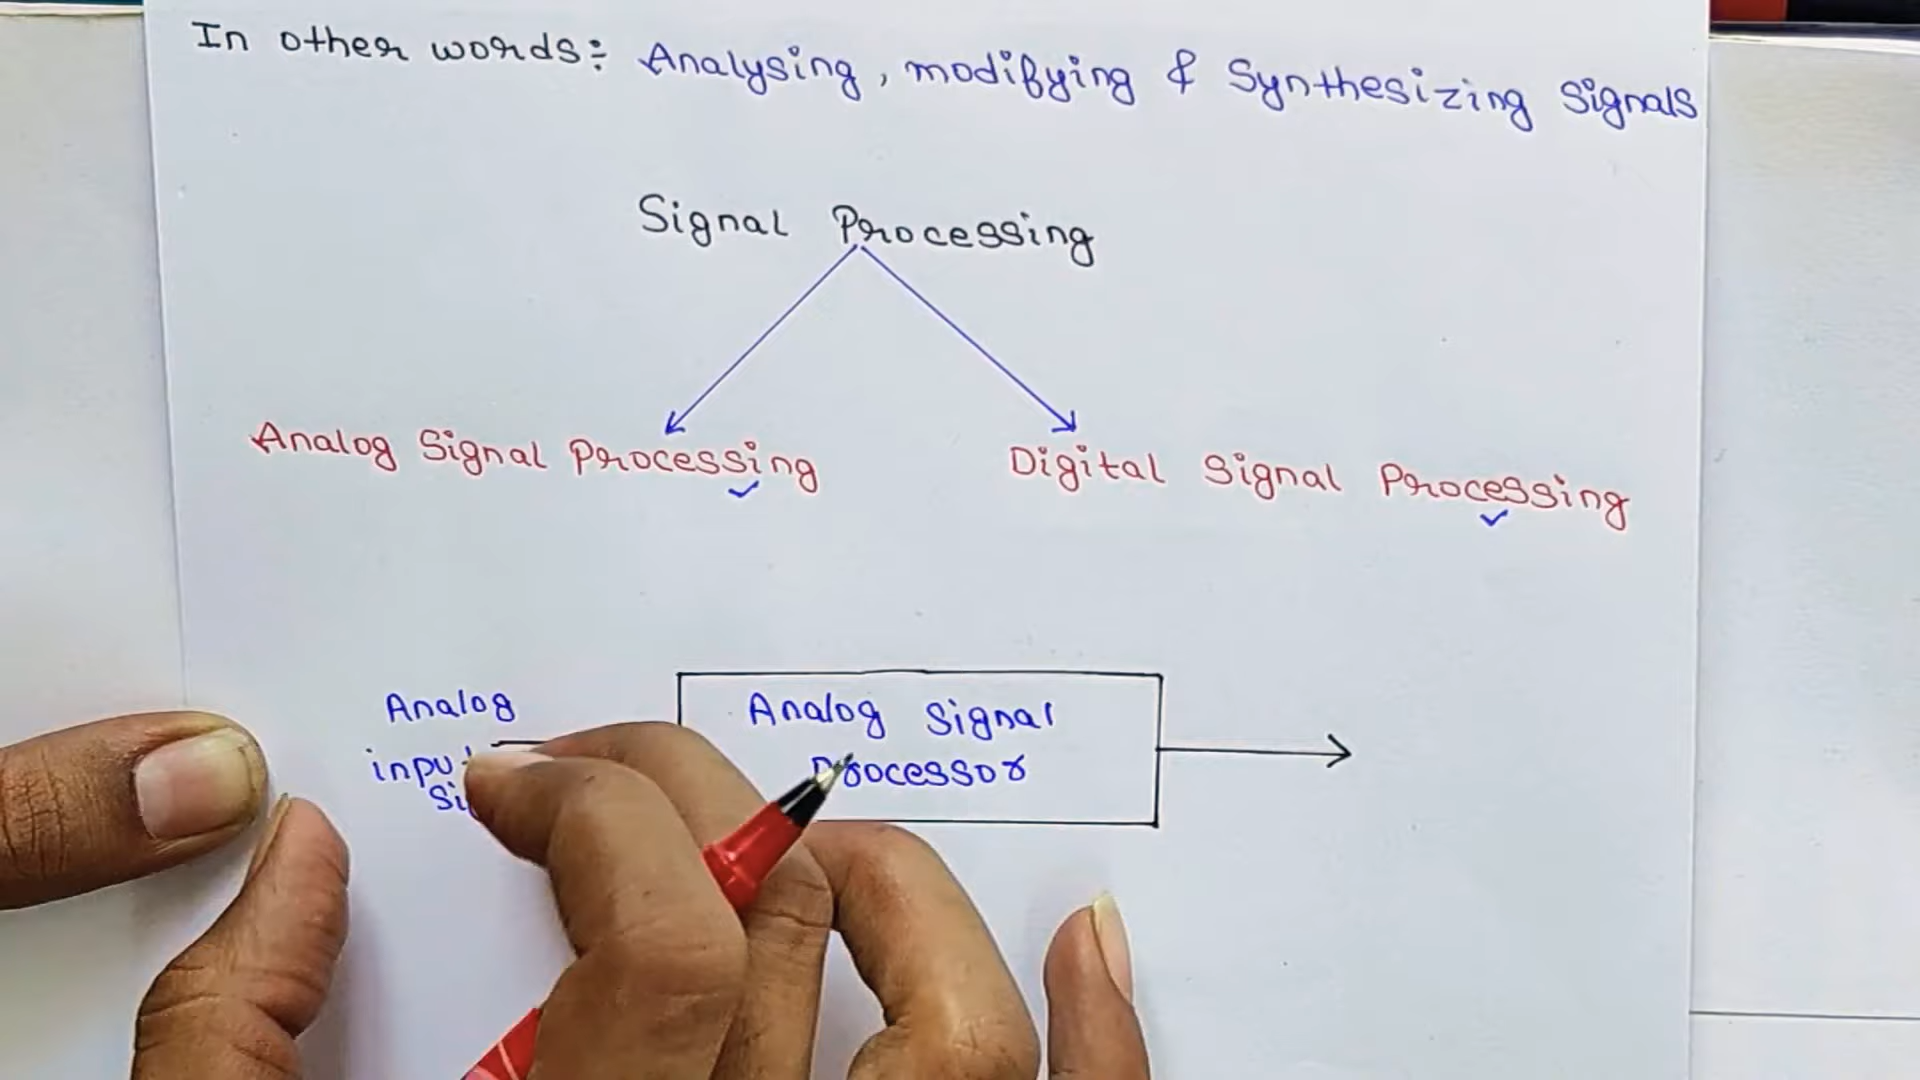 In other words: Analysing, modifying & Synthesizing Signals
Signal Processing
Analog Signal Processing
Digital Signal Processing
Analog
Analog Signal
Processor